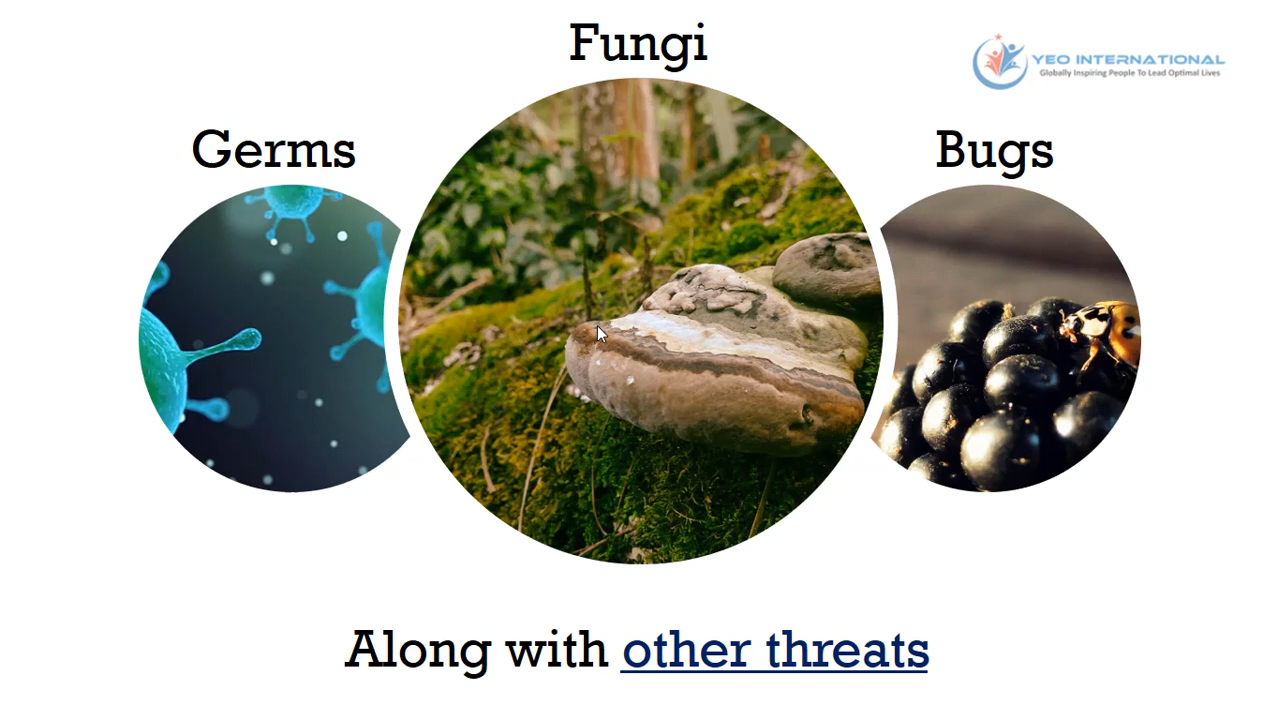 Fungi
YEO INTERNATIONAL
Globally Inspiring People To Lead Optimal Lives
Germs
Bugs
Along with other threats